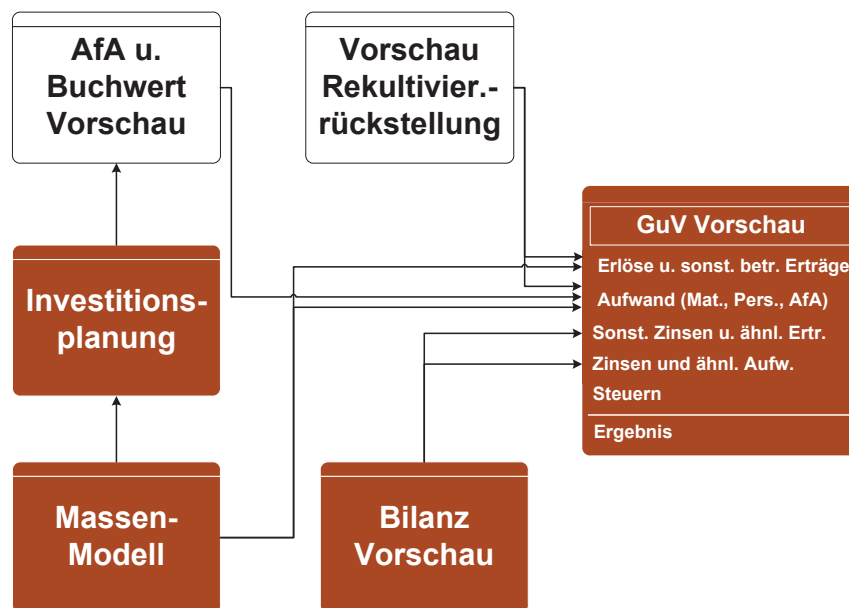 AfA u.
Buchwert
Vorschau
Vorschau
Rekultivier.-
rückstellung
GuV Vorschau
Erlöse u. sonst. betr. Erträge
Aufwand (Mat., Pers., AfA)
Sonst. Zinsen u. ähnl. Ertr.
Zinsen und ähnl. Aufw.
Steuern
Ergebnis
Investitions-
planung
Massen-
Modell
Bilanz
Vorschau